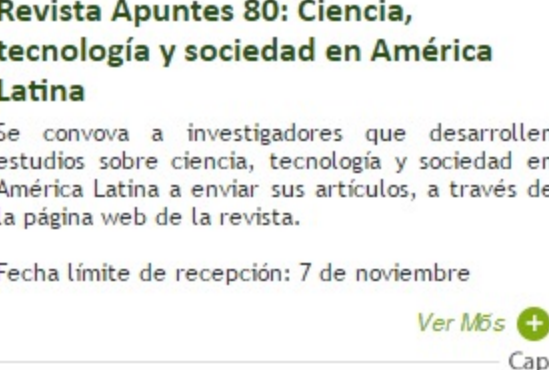 Revista Apuntes 80: Ciencia,
tecnología y sociedad en América
Latina
Se convova a investigadores que desarrollen
estudios sobre ciencia, tecnología y sociedad en
América Latina a enviar sus artículos, a través de
la página web de la revista.
Fecha límite de recepción: 7 de noviembre
Ver Mõs
Cap